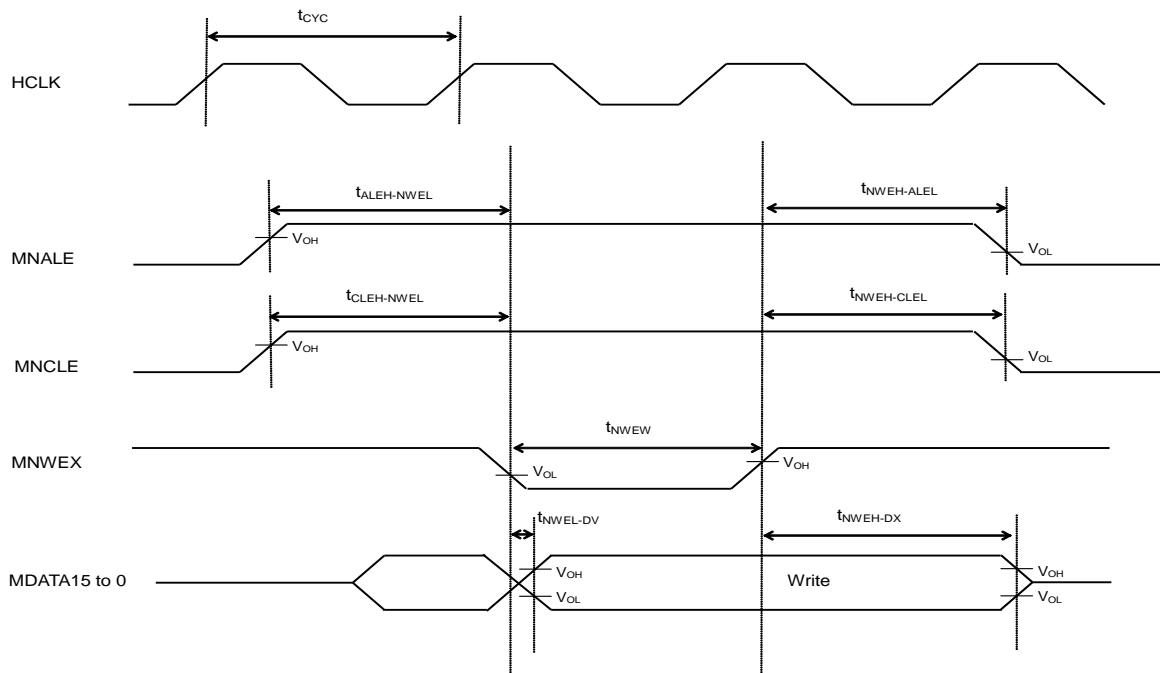 tCYC
HCLK
tALEH-NWEL
tNWEH-ALEL
VOH
VOL
MNALE
tCLEH-NWEL
tNWEH-CLEL
VOH
VOL
MNCLE
tNWEW
MNWEX
VOL
VOH
tNWEL-DV
tNWEH-DX
MDATA15 to 0
VOH
Write
VOH
VOL
VOL